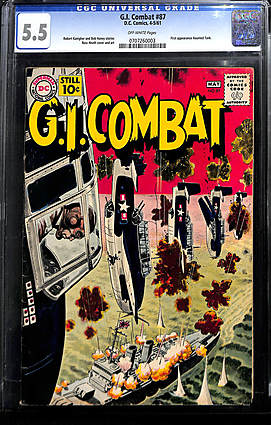 CGC UNIVERSAL GRADE
5.5
G.I. Combat #87
D.C. Comics, 4-5/61
OFF-WHITE Pages
Robert Kanigher and Bob Haney stories
Russ Heath cover and art
First appearance Haunted Tank.
0707260003
DC
STILL
10¢
MAY
APPROVED
BY THE
COMICS
CODE
AUTHORITY
G.I. COMBAT